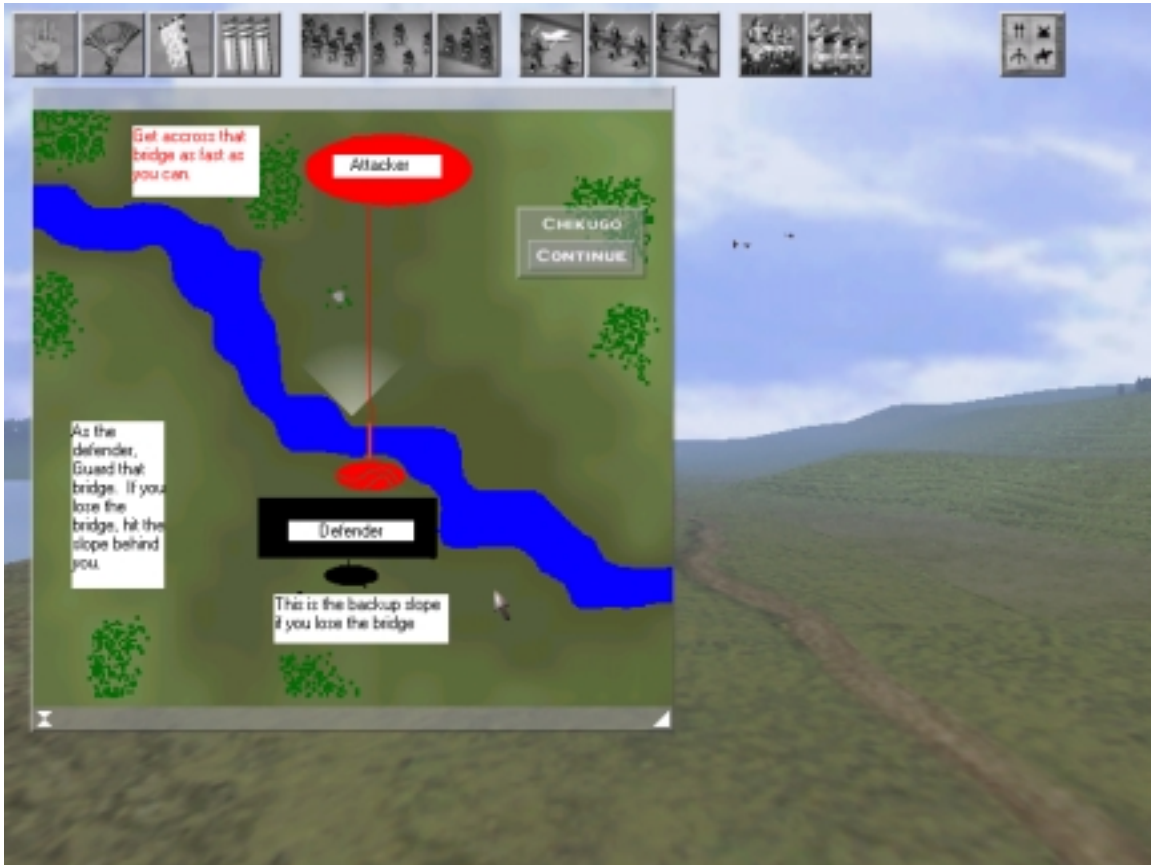 Get accross that
bridge as fast as
you can.
Attacker
CHIKUGO
CONTINUE
As the
defender,
Guard that
bridge. If you
lose the
bridge, hit the
slope behind
you.
Defender
This is the backup slope
if you lose the bridge